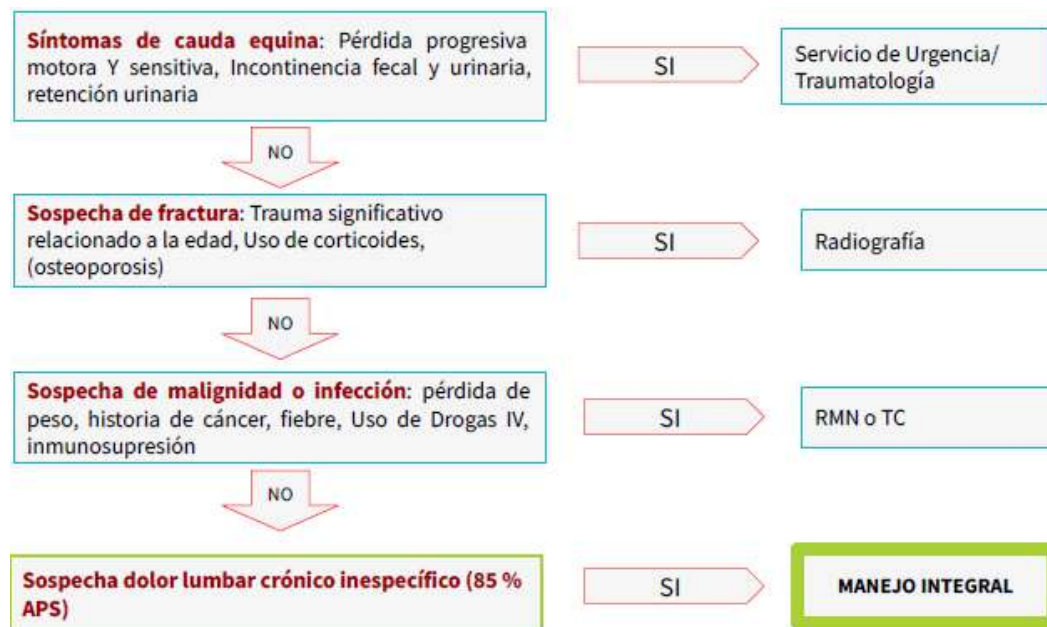 Síntomas de cauda equina: Pérdida progresiva
motora Y sensitiva, Incontinencia fecal y urinaria,
retención urinaria
SI
Servicio de Urgencia/
Traumatología
NO
Sospecha de fractura: Trauma significativo
relacionado a la edad, Uso de corticoides,
(osteoporosis)
SI
Radiografía
NO
Sospecha de malignidad o infección: pérdida de
peso, historia de cáncer, fiebre, Uso de Drogas IV,
inmunosupresión
SI
RMN o TC
NO
Sospecha dolor lumbar crónico inespecífico (85 %
APS)
SI
MANEJO INTEGRAL